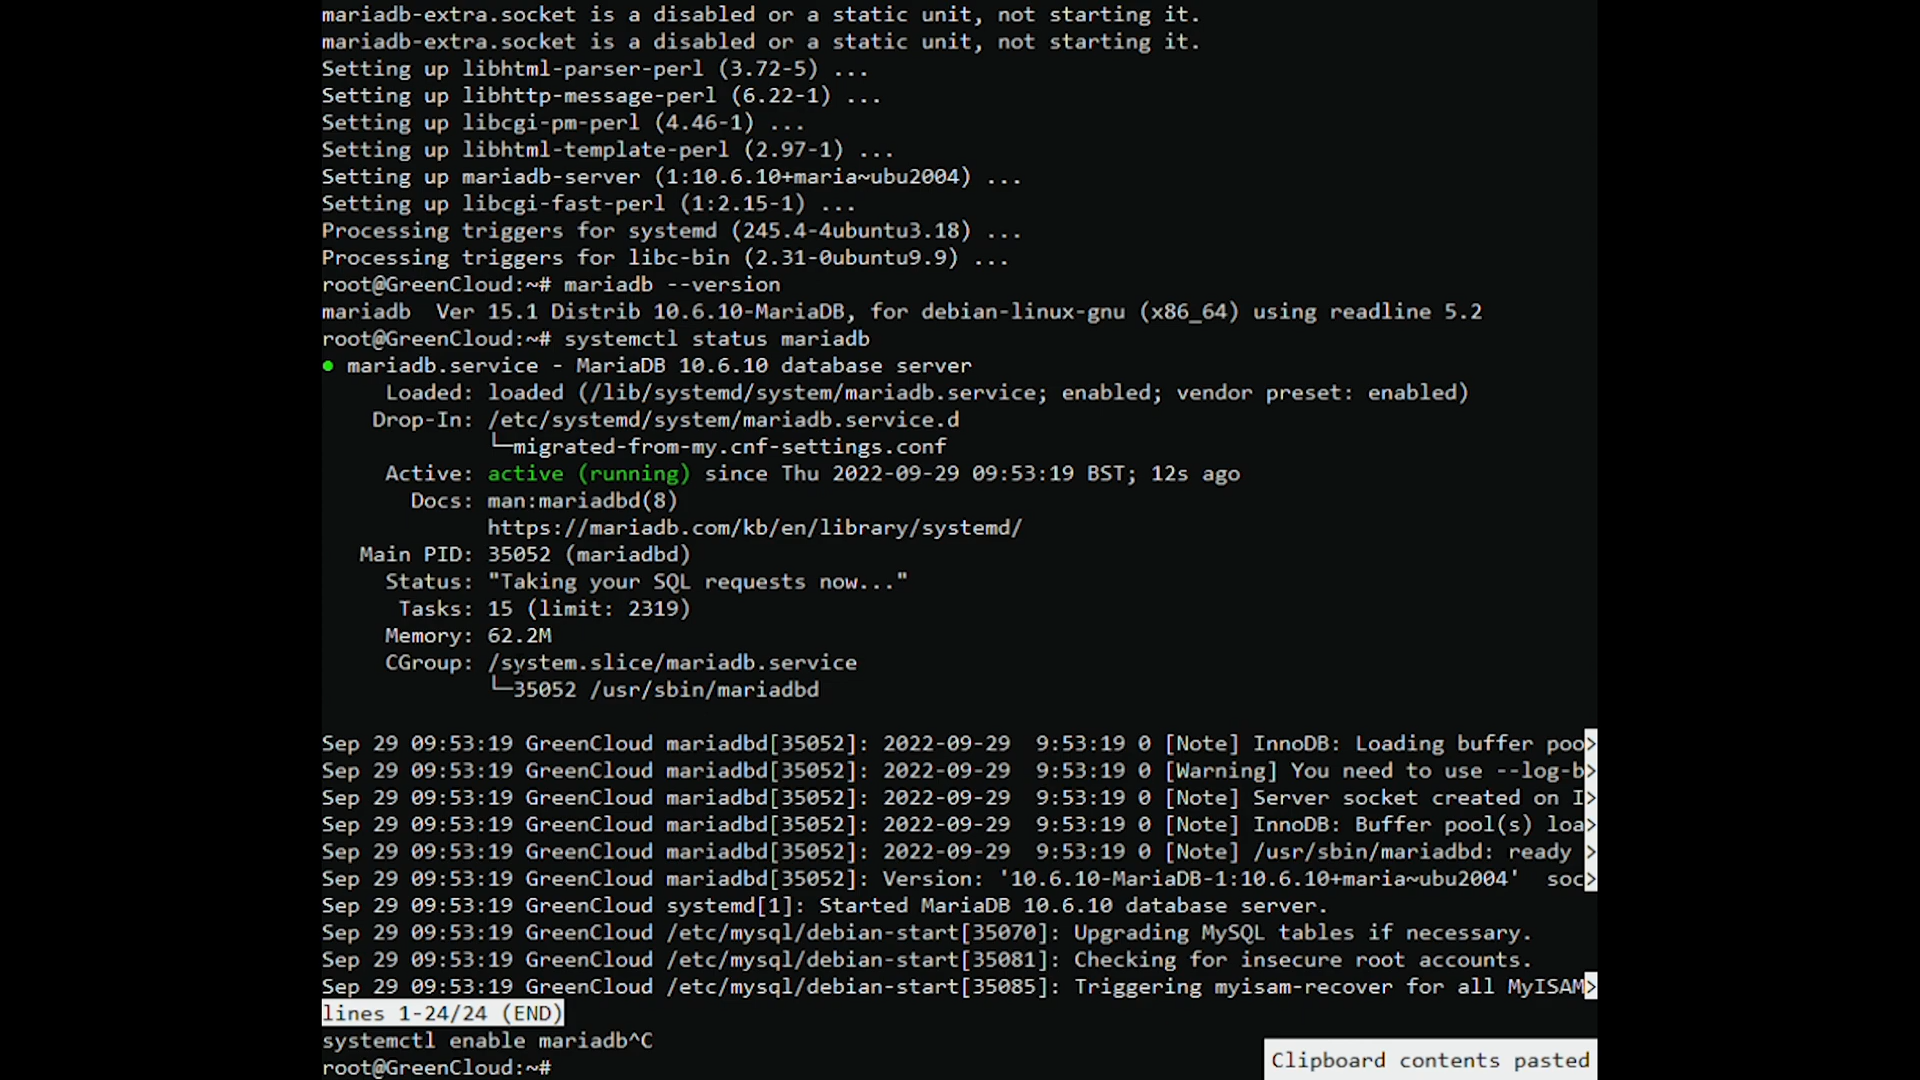 mariadb-extra.socket is a disabled or a static unit, not starting it.
mariadb-extra.socket is a disabled or a static unit, not starting it.
Setting up libhtml-parser-perl (3.72-5) ...
Setting up libhttp-message-perl (6.22-1) ...
Setting up libcgi-pm-perl (4.46-1) ...
Setting up libhtml-template-perl (2.97-1) ...
Setting up mariadb-server (1:10.6.10+maria~ubu2004) ...
Setting up libcgi-fast-perl (1:2.15-1) ...
Processing triggers for systemd (245.4-4ubuntu3.18) ...
Processing triggers for libc-bin (2.31-0ubuntu9.9) ...
root@GreenCloud:~# mariadb --version
mariadb  Ver 15.1 Distrib 10.6.10-MariaDB, for debian-linux-gnu (x86_64) using readline 5.2
root@GreenCloud:~# systemctl status mariadb
● mariadb.service - MariaDB 10.6.10 database server
     Loaded: loaded (/lib/systemd/system/mariadb.service; enabled; vendor preset: enabled)
    Drop-In: /etc/systemd/system/mariadb.service.d
             └─migrated-from-my.cnf-settings.conf
     Active: active (running) since Thu 2022-09-29 09:53:19 BST; 12s ago
       Docs: man:mariadbd(8)
             https://mariadb.com/kb/en/library/systemd/
   Main PID: 35052 (mariadbd)
     Status: "Taking your SQL requests now..."
      Tasks: 15 (limit: 2319)
     Memory: 62.2M
     CGroup: /system.slice/mariadb.service
             └─35052 /usr/sbin/mariadbd
Sep 29 09:53:19 GreenCloud mariadbd[35052]: 2022-09-29  9:53:19 0 [Note] InnoDB: Loading buffer poo>
Sep 29 09:53:19 GreenCloud mariadbd[35052]: 2022-09-29  9:53:19 0 [Warning] You need to use --log-b>
Sep 29 09:53:19 GreenCloud mariadbd[35052]: 2022-09-29  9:53:19 0 [Note] Server socket created on I>
Sep 29 09:53:19 GreenCloud mariadbd[35052]: 2022-09-29  9:53:19 0 [Note] InnoDB: Buffer pool(s) loa>
Sep 29 09:53:19 GreenCloud mariadbd[35052]: 2022-09-29  9:53:19 0 [Note] /usr/sbin/mariadbd: ready >
Sep 29 09:53:19 GreenCloud mariadbd[35052]: Version: '10.6.10-MariaDB-1:10.6.10+maria~ubu2004'  soc>
Sep 29 09:53:19 GreenCloud systemd[1]: Started MariaDB 10.6.10 database server.
Sep 29 09:53:19 GreenCloud /etc/mysql/debian-start[35070]: Upgrading MySQL tables if necessary.
Sep 29 09:53:19 GreenCloud /etc/mysql/debian-start[35081]: Checking for insecure root accounts.
Sep 29 09:53:19 GreenCloud /etc/mysql/debian-start[35085]: Triggering myisam-recover for all MyISAM>
lines 1-24/24 (END)
systemctl enable mariadb^C
root@GreenCloud:~#
Clipboard contents pasted